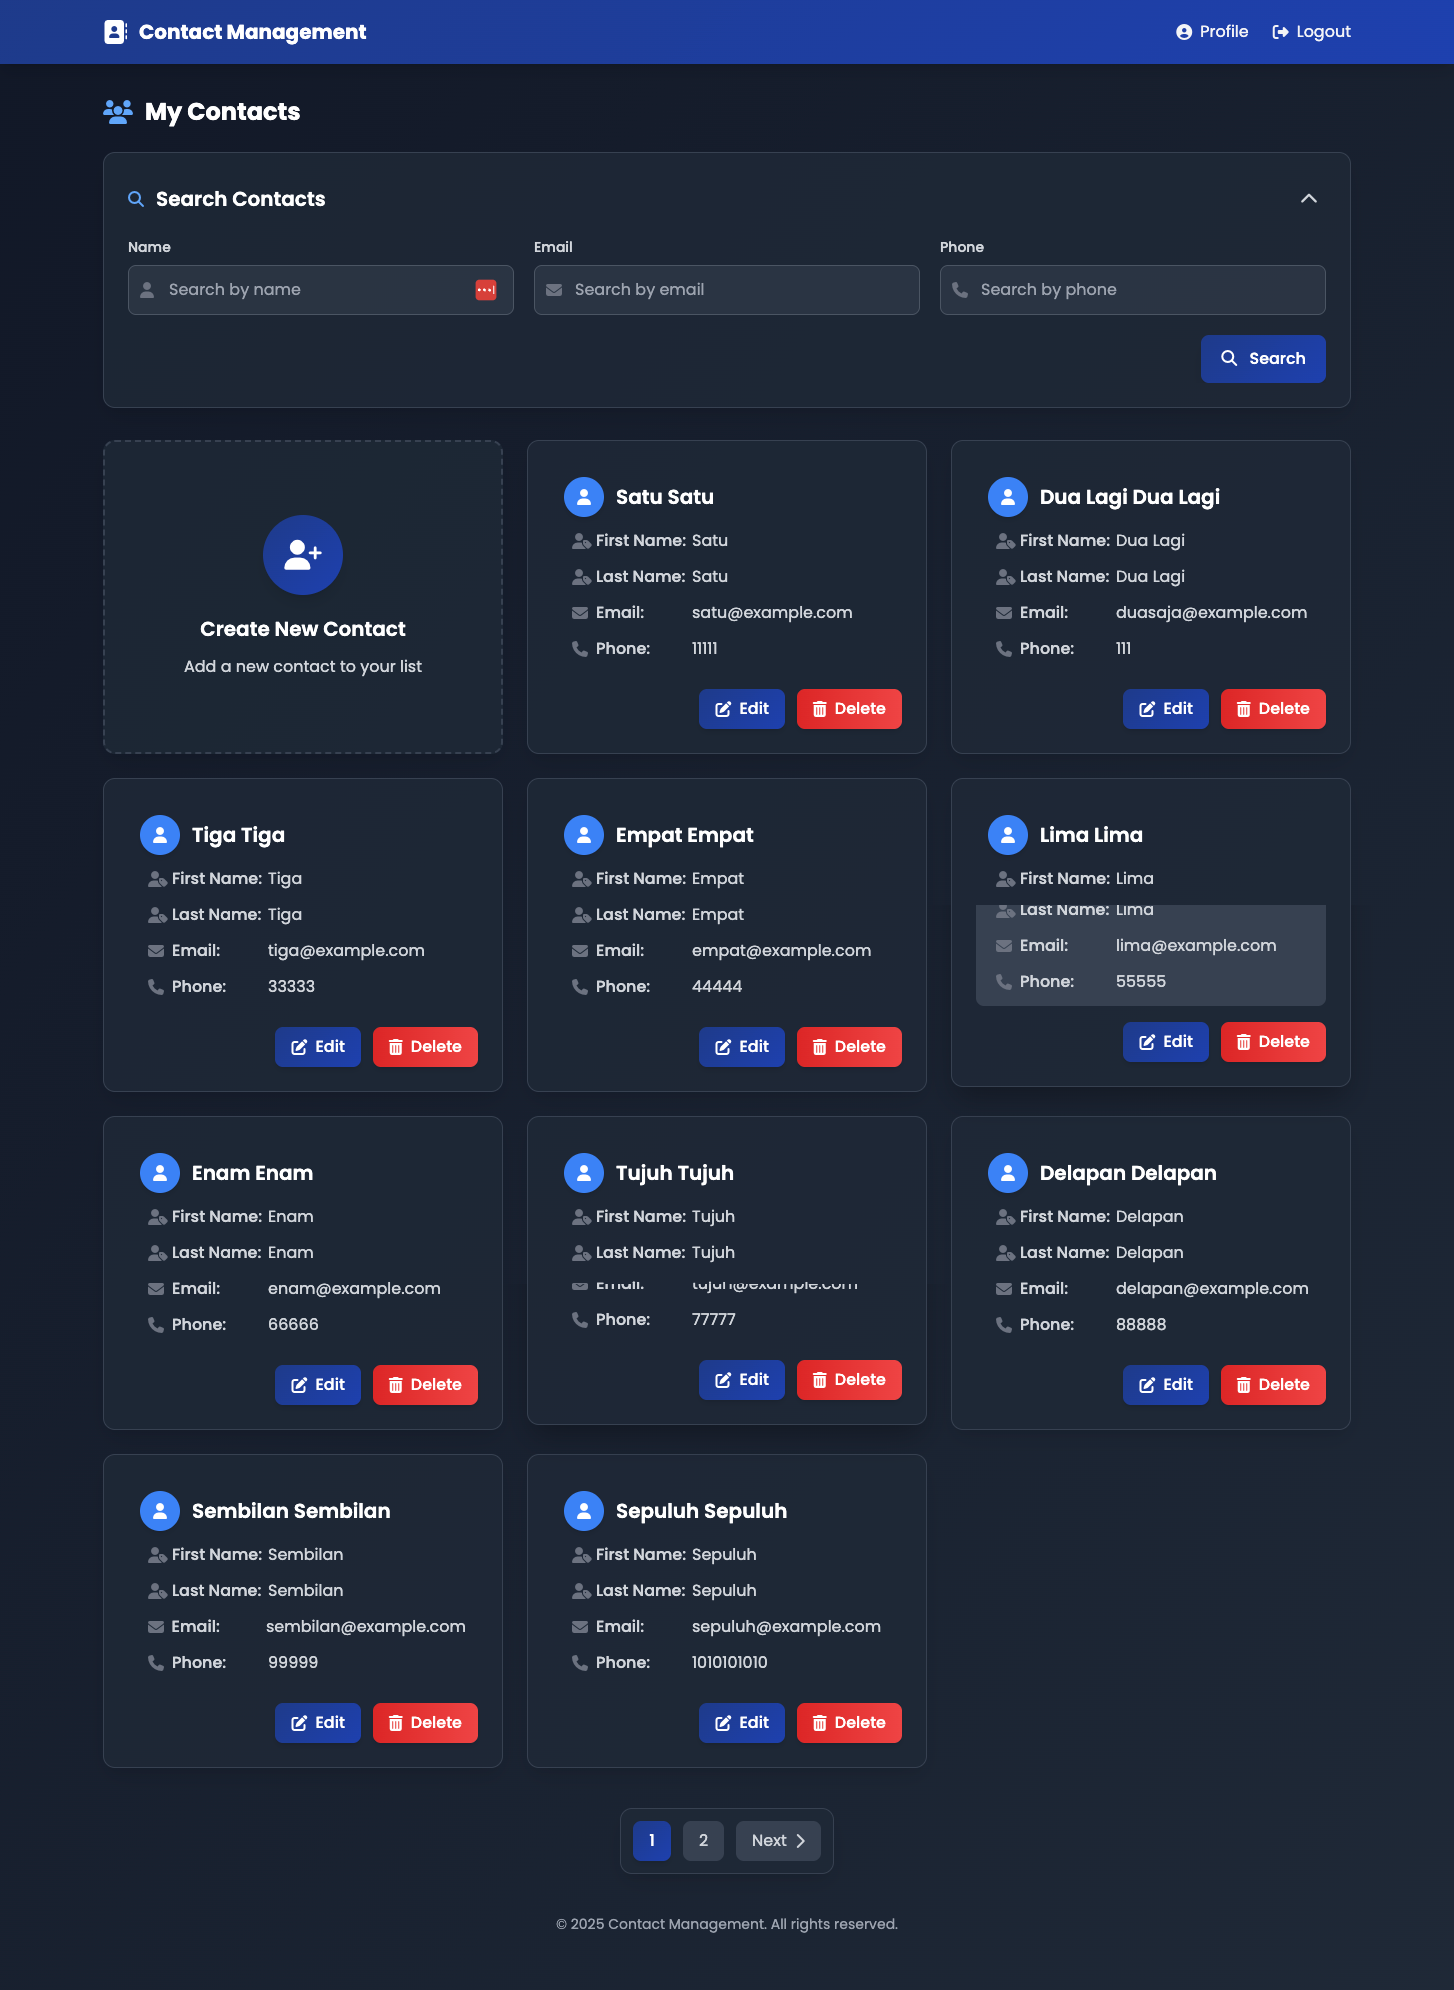 Contact Management
Profile
Logout
My Contacts
Search Contacts
Name
Email
Phone
Search by name
Search by email
Search by phone
Search
Create New Contact
Add a new contact to your list
Satu Satu
First Name: Satu
Last Name: Satu
Email: satu@example.com
Phone: 11111
Edit
Delete
Dua Lagi Dua Lagi
First Name: Dua Lagi
Last Name: Dua Lagi
Email: duasaja@example.com
Phone: 111
Edit
Delete
Tiga Tiga
First Name: Tiga
Last Name: Tiga
Email: tiga@example.com
Phone: 33333
Edit
Delete
Empat Empat
First Name: Empat
Last Name: Empat
Email: empat@example.com
Phone: 44444
Edit
Delete
Lima Lima
First Name: Lima
Last Name: Lima
Email: lima@example.com
Phone: 55555
Edit
Delete
Enam Enam
First Name: Enam
Last Name: Enam
Email: enam@example.com
Phone: 66666
Edit
Delete
Tujuh Tujuh
First Name: Tujuh
Last Name: Tujuh
Email: tujuh@example.com
Phone: 77777
Edit
Delete
Delapan Delapan
First Name: Delapan
Last Name: Delapan
Email: delapan@example.com
Phone: 88888
Edit
Delete
Sembilan Sembilan
First Name: Sembilan
Last Name: Sembilan
Email: sembilan@example.com
Phone: 99999
Edit
Delete
Sepuluh Sepuluh
First Name: Sepuluh
Last Name: Sepuluh
Email: sepuluh@example.com
Phone: 1010101010
Edit
Delete
1
2
Next
© 2025 Contact Management. All rights reserved.